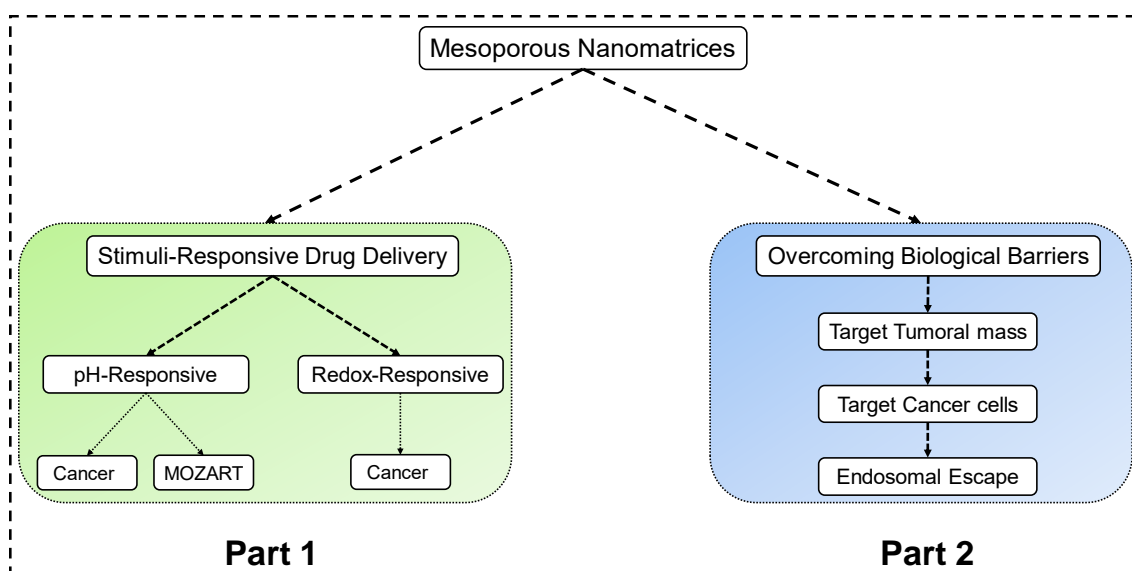 Mesoporous Nanomatrices
Stimuli-Responsive Drug Delivery
pH-Responsive
Redox-Responsive
Cancer
MOZART
Cancer
Part 1
Overcoming Biological Barriers
Target Tumoral mass
Target Cancer cells
Endosomal Escape
Part 2